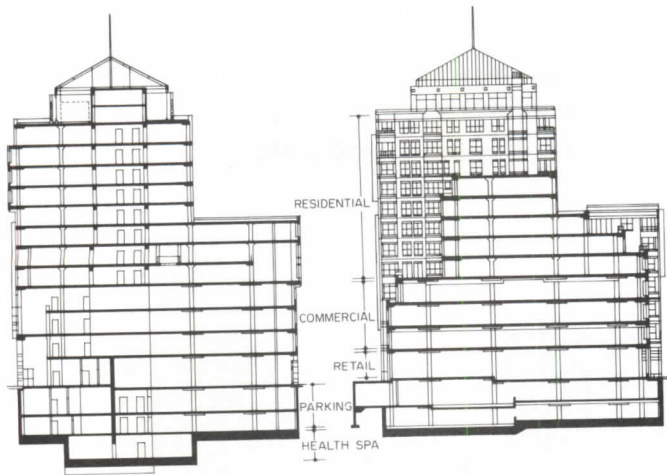 RESIDENTIAL
COMMERCIAL
RETAIL
PARKING
HEALTH SPA